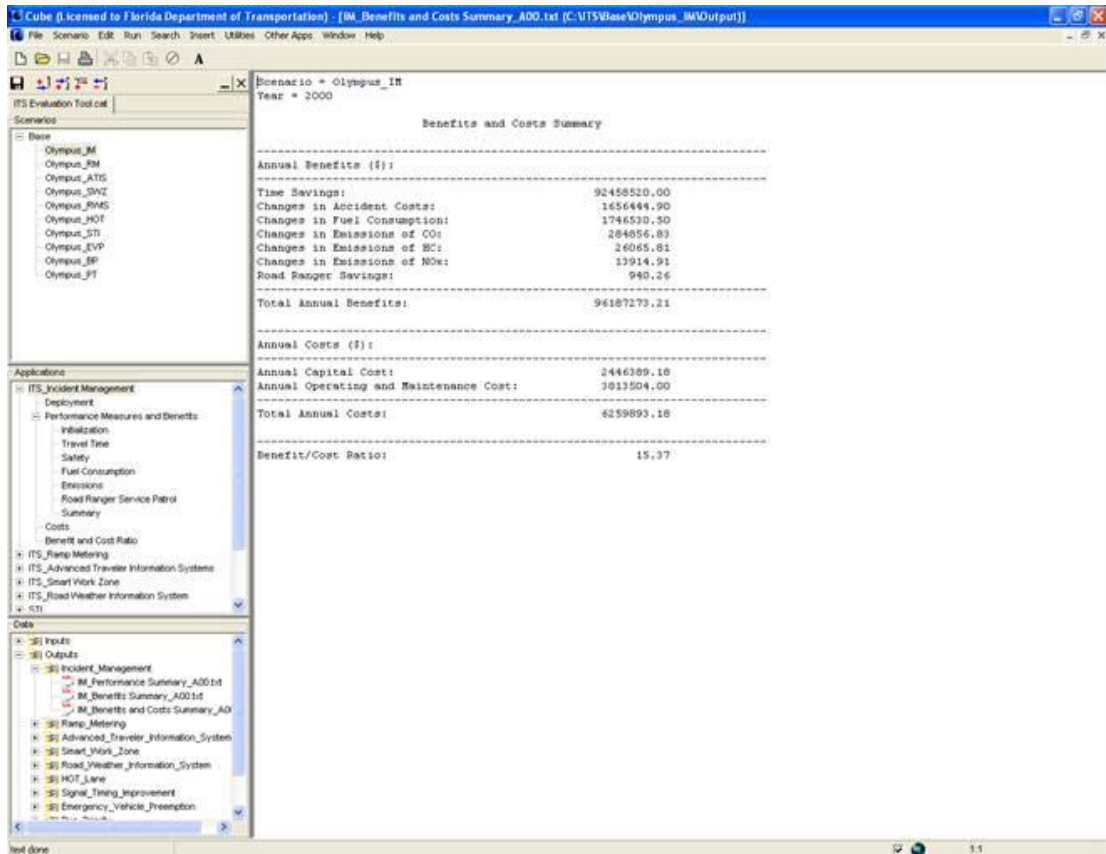 Cube (Licensed to Florida Department of Transportation) - [IM_Benefits and Costs Summary_A00.txt (C:\ITS\Base\Olympus_IM\Output)]
File Scenario Edit Run Search Insert Utilities Other Apps Window Help
A
ITS Evaluation Tool.cat
Scenarios
Base
Olympus_IM
Olympus_RM
Olympus_ATIS
Olympus_SWZ
Olympus_RWIS
Olympus_HOT
Olympus_STI
Olympus_EVP
Olympus_BP
Olympus_PT
Applications
ITS_Incident Management
Deployment
Performance Measures and Benefits
Initialization
Travel Time
Safety
Fuel Consumption
Emissions
Road Ranger Service Patrol
Summary
Costs
Benefit and Cost Ratio
ITS_Ramp Metering
ITS_Advanced Traveler Information Systems
ITS_Smart Work Zone
ITS_Road Weather Information System
STI
Data
Inputs
Outputs
Incident_Management
IM_Performance Summary_A00.txt
IM_Benefits Summary_A00.txt
IM_Benefits and Costs Summary_A0
Ramp_Metering
Advanced_Traveler_Information_System
Smart_Work_Zone
Road_Weather_Information_System
HOT_Lane
Signal_Timing_Improvement
Emergency_Vehicle_Preemption
Scenario = Olympus_IM
Year = 2000
Benefits and Costs Summary
Annual Benefits ($):
Time Savings: 92458520.00
Changes in Accident Costs: 1656444.90
Changes in Fuel Consumption: 1746530.50
Changes in Emissions of CO: 284856.83
Changes in Emissions of HC: 26065.81
Changes in Emissions of NOx: 13914.91
Road Ranger Savings: 940.26
Total Annual Benefits: 96187273.21
Annual Costs ($):
Annual Capital Cost: 2446389.18
Annual Operating and Maintenance Cost: 3813504.00
Total Annual Costs: 6259893.18
Benefit/Cost Ratio: 15.37
text done
1:1